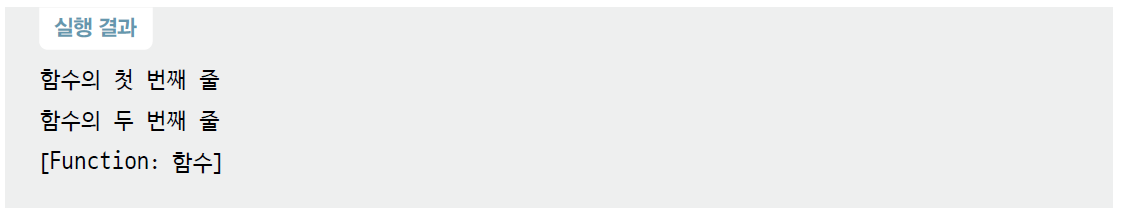 실행 결과
함수의 첫 번째 줄
함수의 두 번째 줄
[Function: 함수]